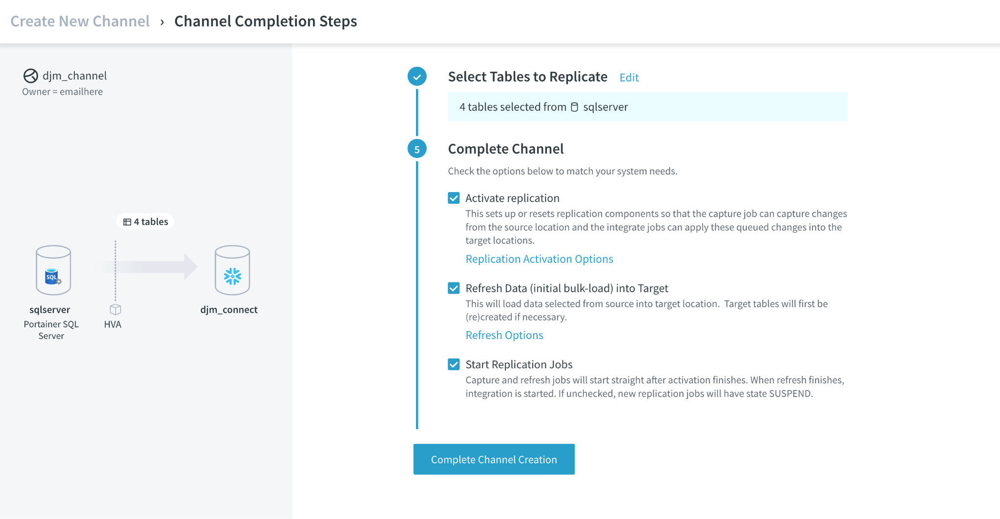 Create New Channel › Channel Completion Steps
djm_channel
Owner = emailhere
4 tables
SQL
sqlserver
Portainer SQL
Server
HVA
djm_connect
Select Tables to Replicate Edit
4 tables selected from sqlserver
5 Complete Channel
Check the options below to match your system needs.
Activate replication
This sets up or resets replication components so that the capture job can capture changes
from the source location and the integrate jobs can apply these queued changes into the
target locations.
Replication Activation Options
Refresh Data (initial bulk-load) into Target
This will load data selected from source into target location. Target tables will first be
(re)created if necessary.
Refresh Options
Start Replication Jobs
Capture and refresh jobs will start straight after activation finishes. When refresh finishes,
integration is started. If unchecked, new replication jobs will have state SUSPEND.
Complete Channel Creation